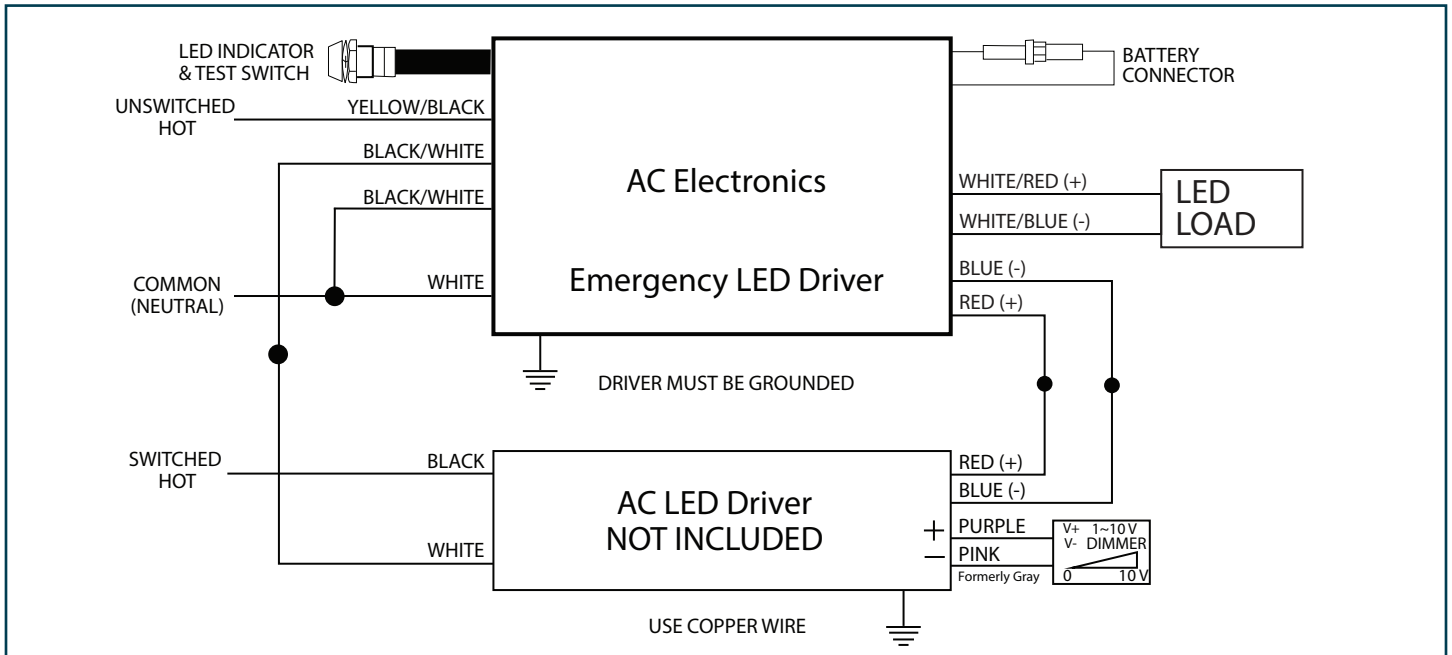 LED INDICATOR
& TEST SWITCH
BATTERY
CONNECTOR
UNSWITCHED
HOT
YELLOW/BLACK
BLACK/WHITE
BLACK/WHITE
COMMON
(NEUTRAL)
WHITE
AC Electronics
Emergency LED Driver
WHITE/RED (+)
WHITE/BLUE (-)
LED
LOAD
BLUE (-)
RED (+)
DRIVER MUST BE GROUNDED
SWITCHED
HOT
BLACK
WHITE
AC LED Driver
NOT INCLUDED
RED (+)
BLUE (-)
+ PURPLE
− PINK
Formerly Gray
V+ 1~10 V
V- DIMMER
0 10 V
USE COPPER WIRE